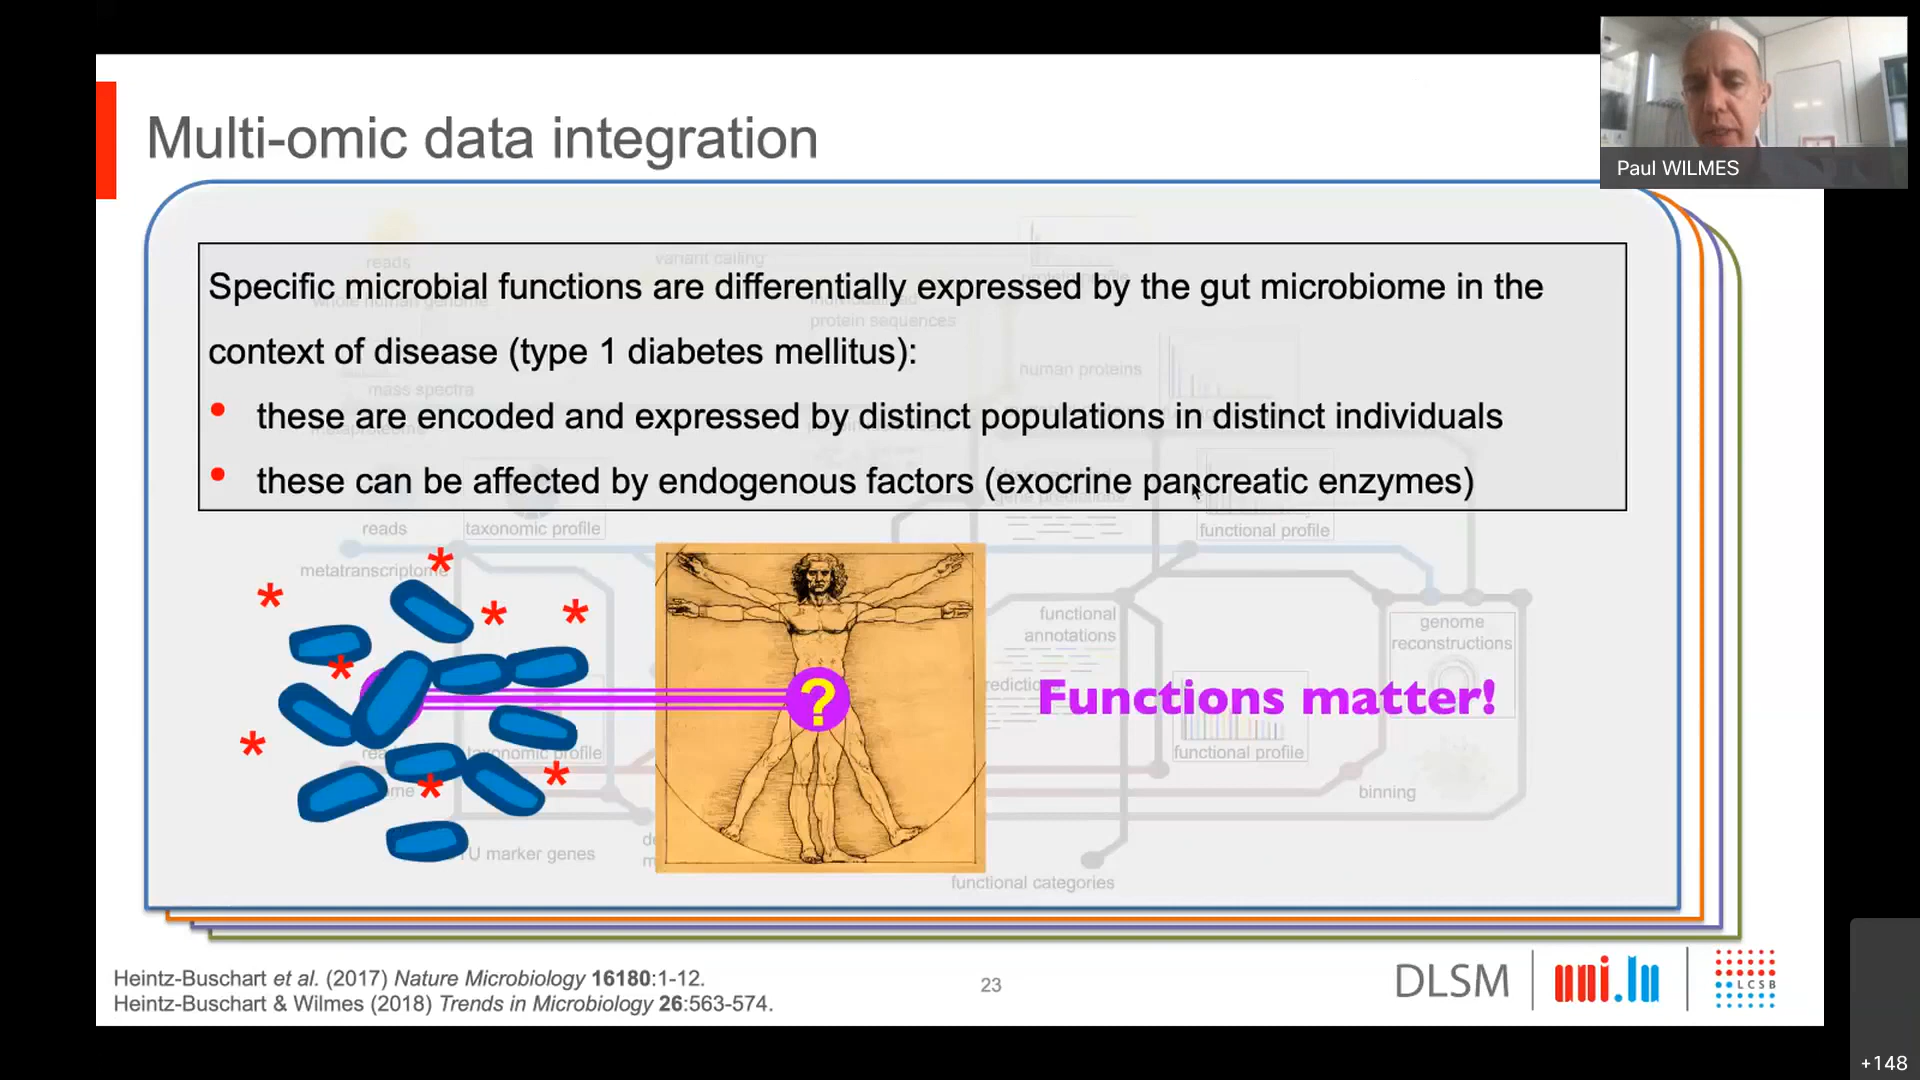 Multi-omic data integration
Paul WILMES
reads
variant calling
Specific microbial functions are differentially expressed by the gut microbiome in the
whole human genome
protein sequences
context of disease (type 1 diabetes mellitus):
human proteins
mass spectra
these are encoded and expressed by distinct populations in distinct individuals
these can be affected by endogenous factors (exocrine pancreatic enzymes)
reads
taxonomic profile
functional profile
metatranscriptome
functional
annotations
genome
reconstructions
?
Functions matter!
taxonomic profile
functional profile
binning
U marker genes
functional categories
Heintz-Buschart et al. (2017) Nature Microbiology 16180:1-12.
Heintz-Buschart & Wilmes (2018) Trends in Microbiology 26:563-574.
23
DLSM
uni.lu
LCSB
+148